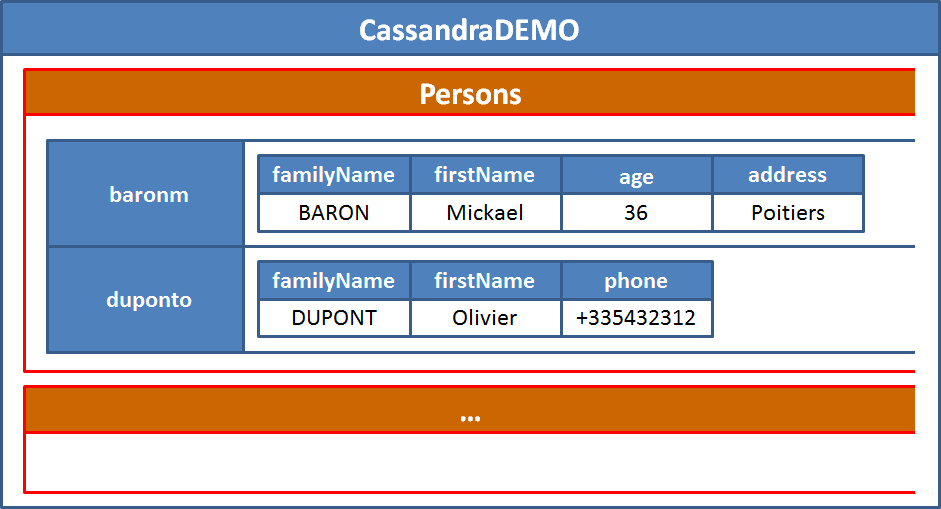 CassandraDEMO
Persons
baronm
familyName firstName age address
BARON Mickael 36 Poitiers
duponto
familyName firstName phone
DUPONT Olivier +335432312
...